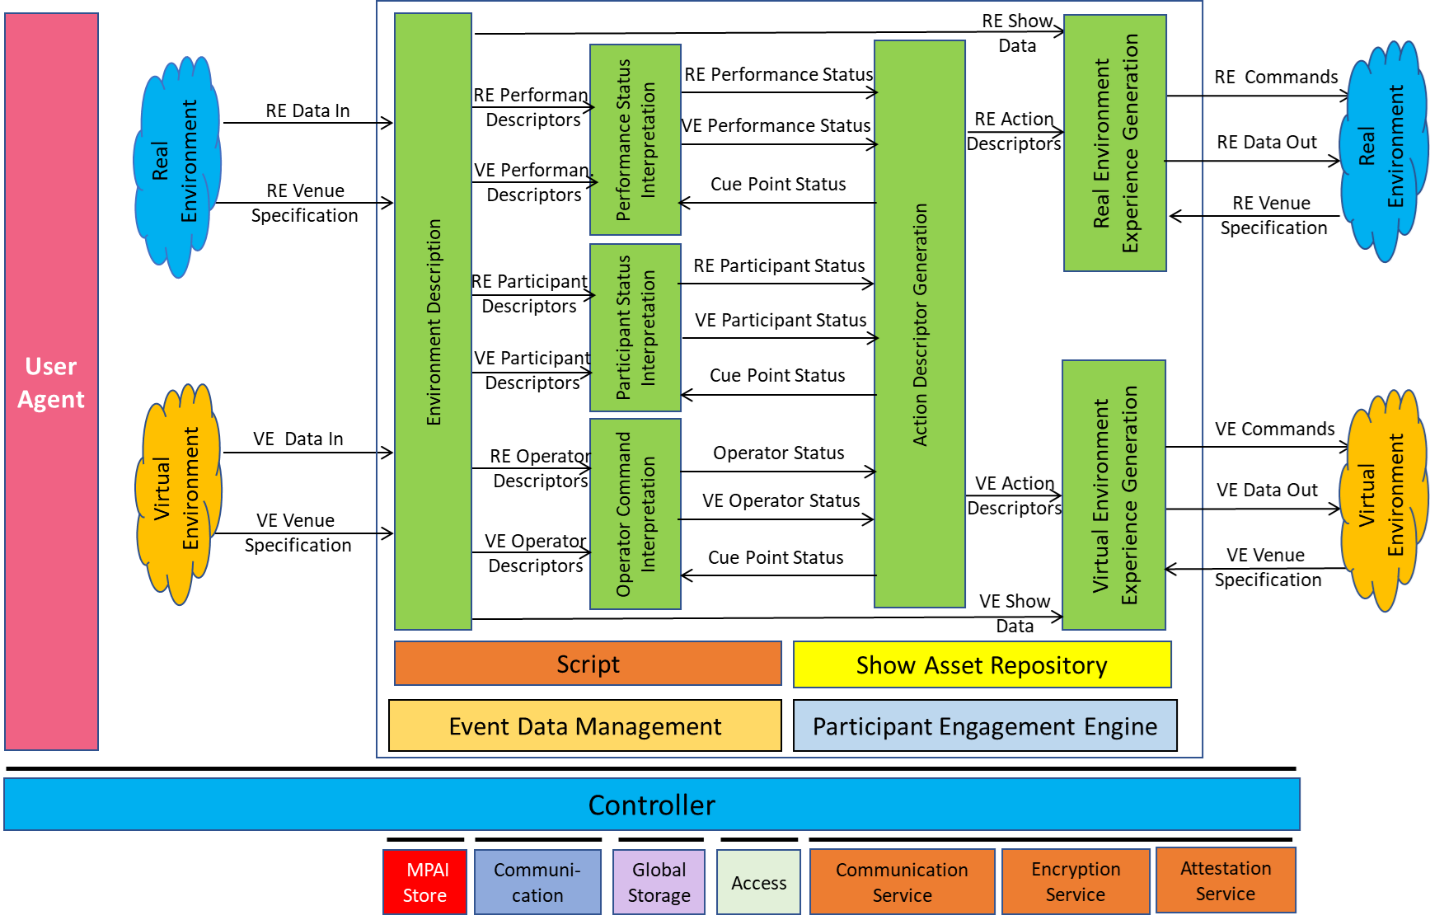 User
Agent
Real
Environment
Virtual
Environment
RE Data In
RE Venue
Specification
VE Data In
VE Venue
Specification
Environment Description
RE Performan
Descriptors
VE Performan
Descriptors
RE Participant
Descriptors
VE Participant
Descriptors
RE Operator
Descriptors
VE Operator
Descriptors
Performance Status
Interpretation
Participant Status
Interpretation
Operator Command
Interpretation
RE Performance Status
VE Performance Status
Cue Point Status
RE Participant Status
VE Participant Status
Cue Point Status
Operator Status
VE Operator Status
Cue Point Status
Action Descriptor Generation
RE Show
Data
RE Action
Descriptors
VE Action
Descriptors
VE Show
Data
Real Environment
Experience Generation
Virtual Environment
Experience Generation
RE Commands
RE Data Out
RE Venue
Specification
VE Commands
VE Data Out
VE Venue
Specification
Real
Environment
Virtual
Environment
Script
Show Asset Repository
Event Data Management
Participant Engagement Engine
Controller
MPAI
Store
Communi-
cation
Global
Storage
Access
Communication
Service
Encryption
Service
Attestation
Service